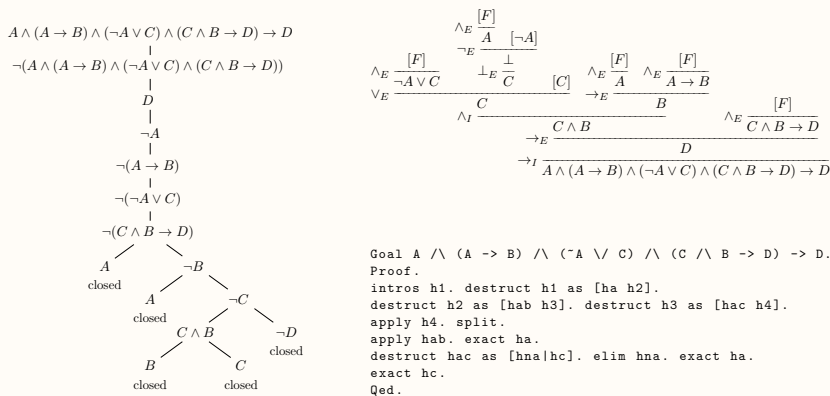 A ∧ (A → B) ∧ (¬A ∨ C) ∧ (C ∧ B → D) → D
¬(A ∧ (A → B) ∧ (¬A ∨ C) ∧ (C ∧ B → D))
D
¬A
¬(A → B)
¬(¬A ∨ C)
¬(C ∧ B → D)
A ¬B
closed
A ¬C
closed
C ∧ B ¬D
closed
B C
closed closed
[F]
∧E A [¬A]
[F] ¬E ⊥ [F] [F]
∧E ¬A ∨ C ⊥E C [C] ∧E A ∧E A → B
∨E C →E B [F]
∧I C ∧ B ∧E C ∧ B → D
→E D
→I A ∧ (A → B) ∧ (¬A ∨ C) ∧ (C ∧ B → D) → D
Goal A /\ (A -> B) /\ (~A \/ C) /\ (C /\ B -> D) -> D.
Proof.
intros h1. destruct h1 as [ha h2].
destruct h2 as [hab h3]. destruct h3 as [hac h4].
apply h4. split.
apply hab. exact ha.
destruct hac as [hna|hc]. elim hna. exact ha.
exact hc.
Qed.